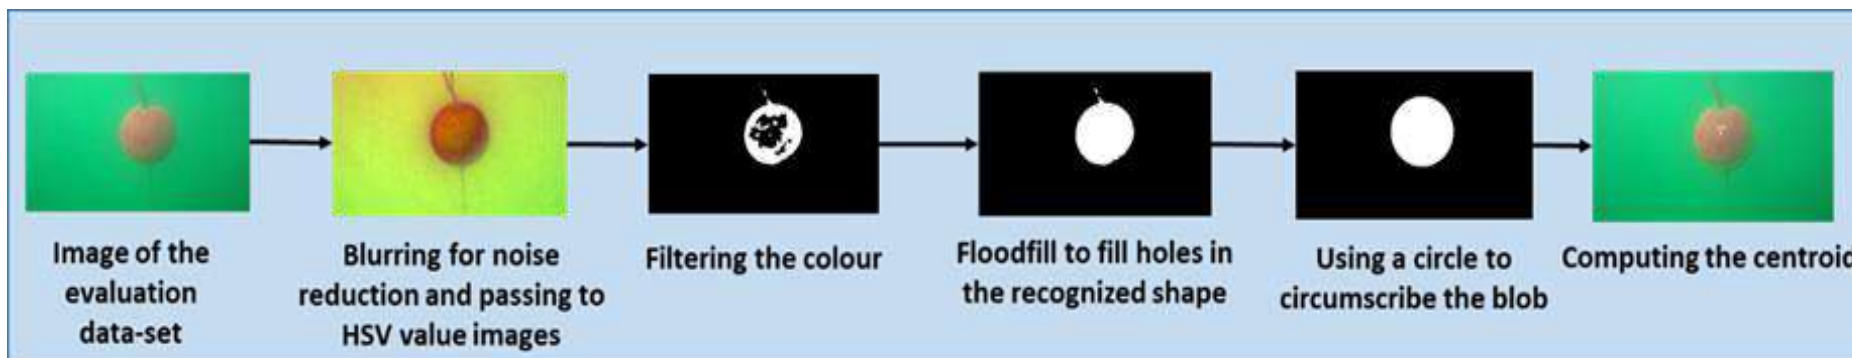 Image of the
evaluation
data-set
Blurring for noise
reduction and passing to
HSV value images
Filtering the colour
Floodfill to fill holes in
the recognized shape
Using a circle to
circumscribe the blob
Computing the centroid